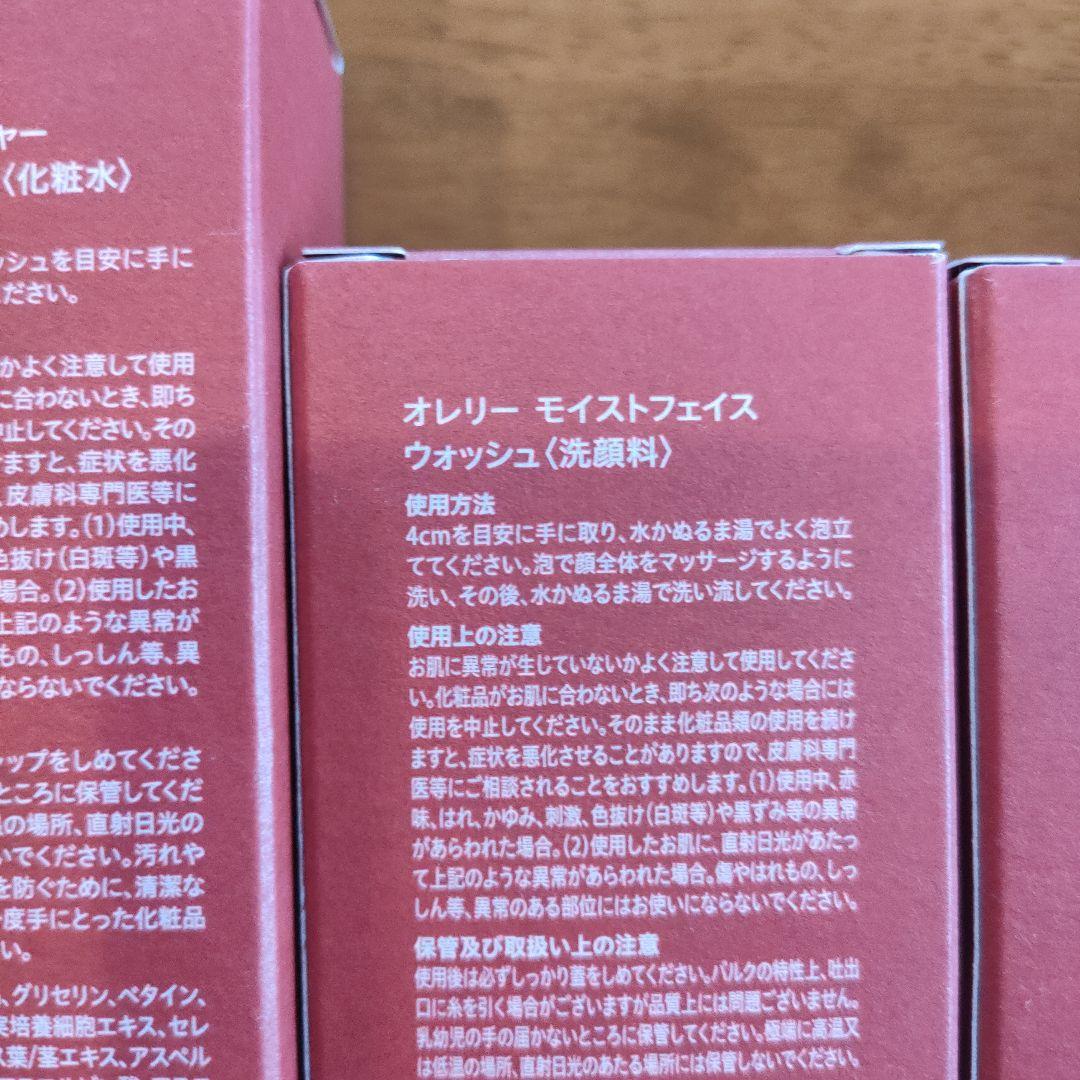 ャー
〈化粧水〉
ッシュを目安に手に
ください。
かよく注意して使用
に合わないとき、即ち
中止してください。その
けますと、症状を悪化
、皮膚科専門医等に
めします。(1)使用中、
色抜け(白斑等)や黒
場合。(2)使用したお
上記のような異常が
もの、しっしん等、異
ならないでください。
ャップをしめてくださ
ところに保管してくだ
温の場所、直射日光の
いでください。汚れや
を防ぐために、清潔な
一度手にとった化粧品
い。
、グリセリン、ベタイン、
実培養細胞エキス、セレ
ス葉/茎エキス、アスペル
オレリー モイストフェイス
ウォッシュ〈洗顔料〉
使用方法
4cmを目安に手に取り、水かぬるま湯でよく泡立
ててください。泡で顔全体をマッサージするように
洗い、その後、水かぬるま湯で洗い流してください。
使用上の注意
お肌に異常が生じていないかよく注意して使用してくださ
い。化粧品がお肌に合わないとき、即ち次のような場合には
使用を中止してください。そのまま化粧品類の使用を続け
ますと、症状を悪化させることがありますので、皮膚科専門
医等にご相談されることをおすすめします。(1)使用中、赤
味、はれ、かゆみ、刺激、色抜け(白斑等)や黒ずみ等の異常
があらわれた場合。(2)使用したお肌に、直射日光があたっ
て上記のような異常があらわれた場合。傷やはれもの、しっ
しん等、異常のある部位にはお使いにならないでください。
保管及び取扱い上の注意
使用後は必ずしっかり蓋をしめてください。バルクの特性上、吐出
口に糸を引く場合がございますが品質上には問題ございません。
乳幼児の手の届かないところに保管してください。極端に高温又
は低温の場所、直射日光のあたる場所には保管しないでください。